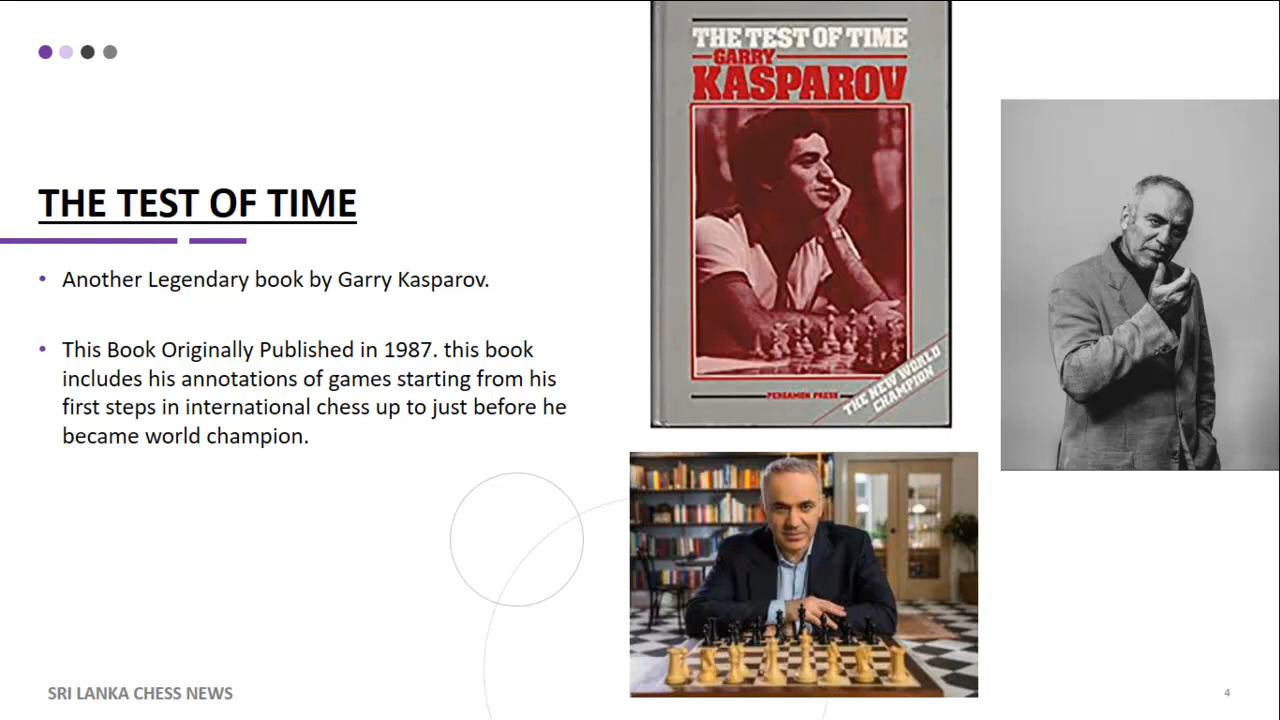 THE TEST OF TIME
• Another Legendary book by Garry Kasparov.
• This Book Originally Published in 1987. this book
includes his annotations of games starting from his
first steps in international chess up to just before he
became world champion.
THE TEST OF TIME
GARRY
KASPAROV
PERGAMON PRESS
THE NEW WORLD
CHAMPION
SRI LANKA CHESS NEWS
4